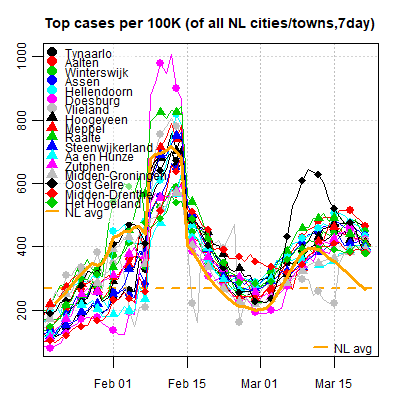 Top cases per 100K (of all NL cities/towns,7day)
1000
800
600
400
200
Tynaarlo
Aalten
Winterswijk
Assen
Hellendoorn
Doesburg
Vlieland
Hoogeveen
Meppel
Raalte
Steenwijkerland
Aa en Hunze
Zutphen
Midden-Groning
Oost Gelre
Midden-Drenthe
Het Hogeland
NL avg
NL avg
Feb 01
Feb 15
Mar 01
Mar 15